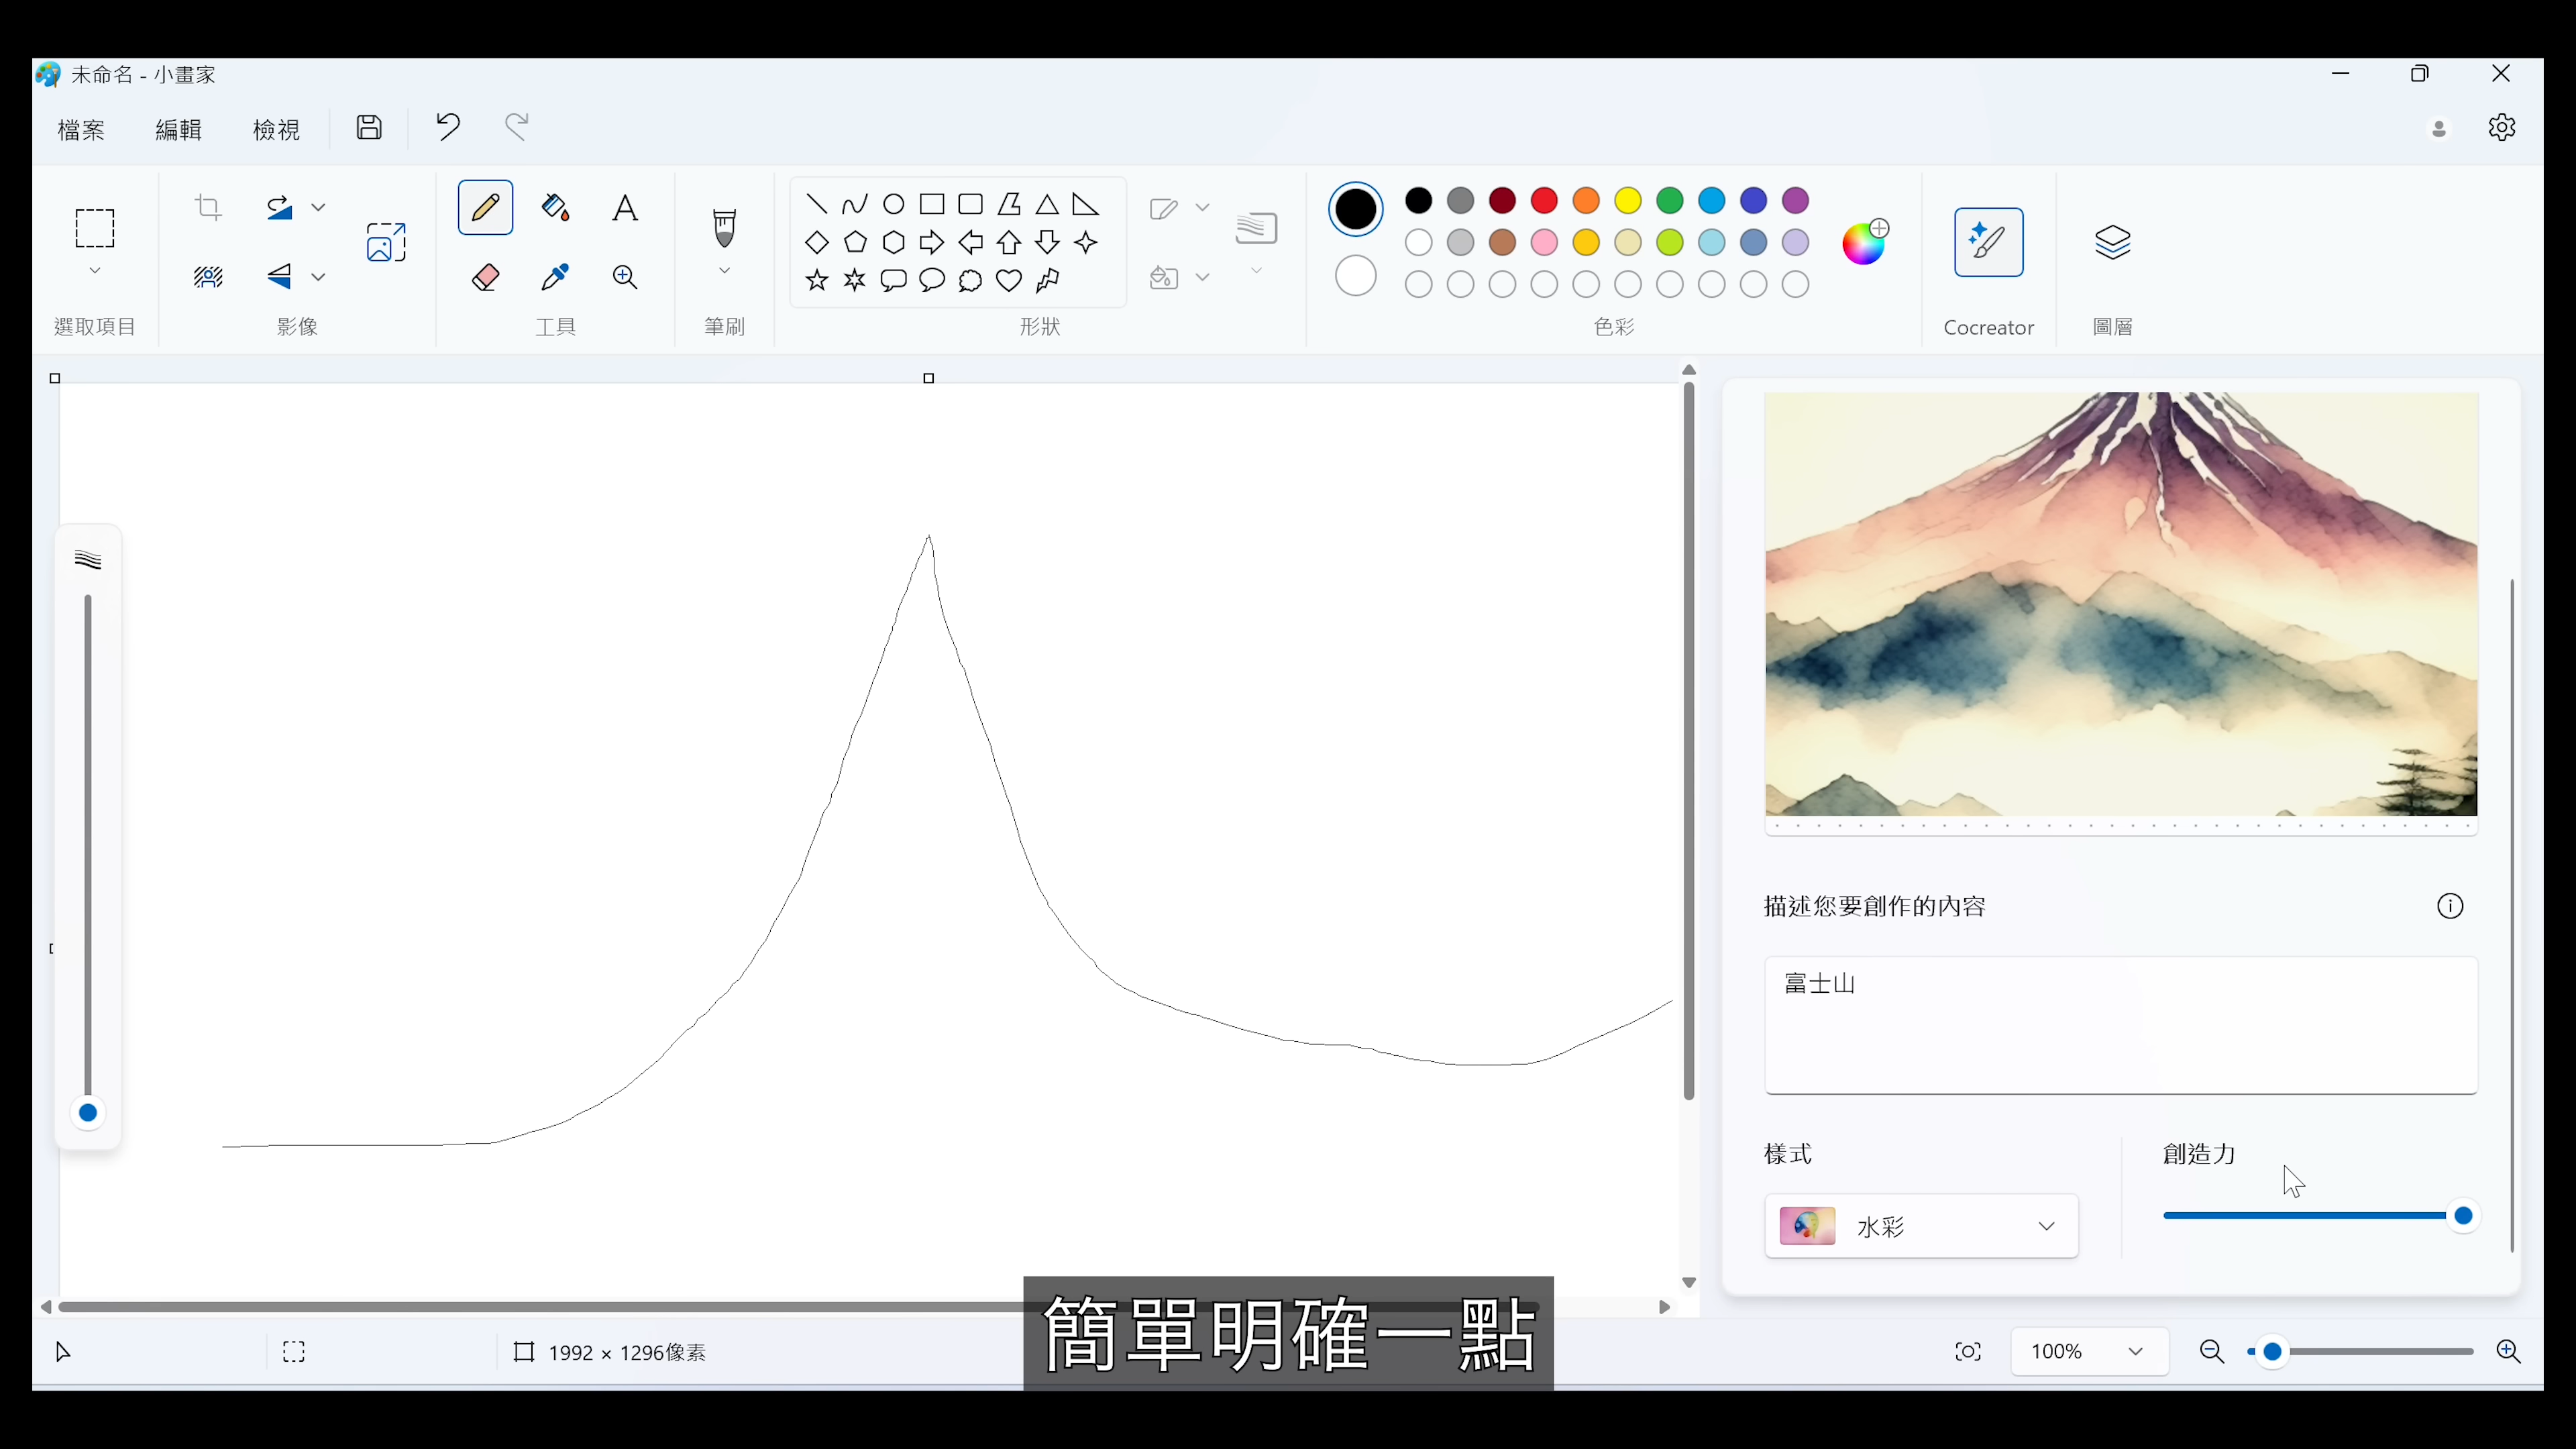 未命名 - 小畫家
檔案 編輯 檢視
選取項目 影像 工具 筆刷 形狀 色彩 Cocreator 圖層
描述您要創作的內容
富士山
樣式 創造力
水彩
簡單明確一點
1992 × 1296像素 100%